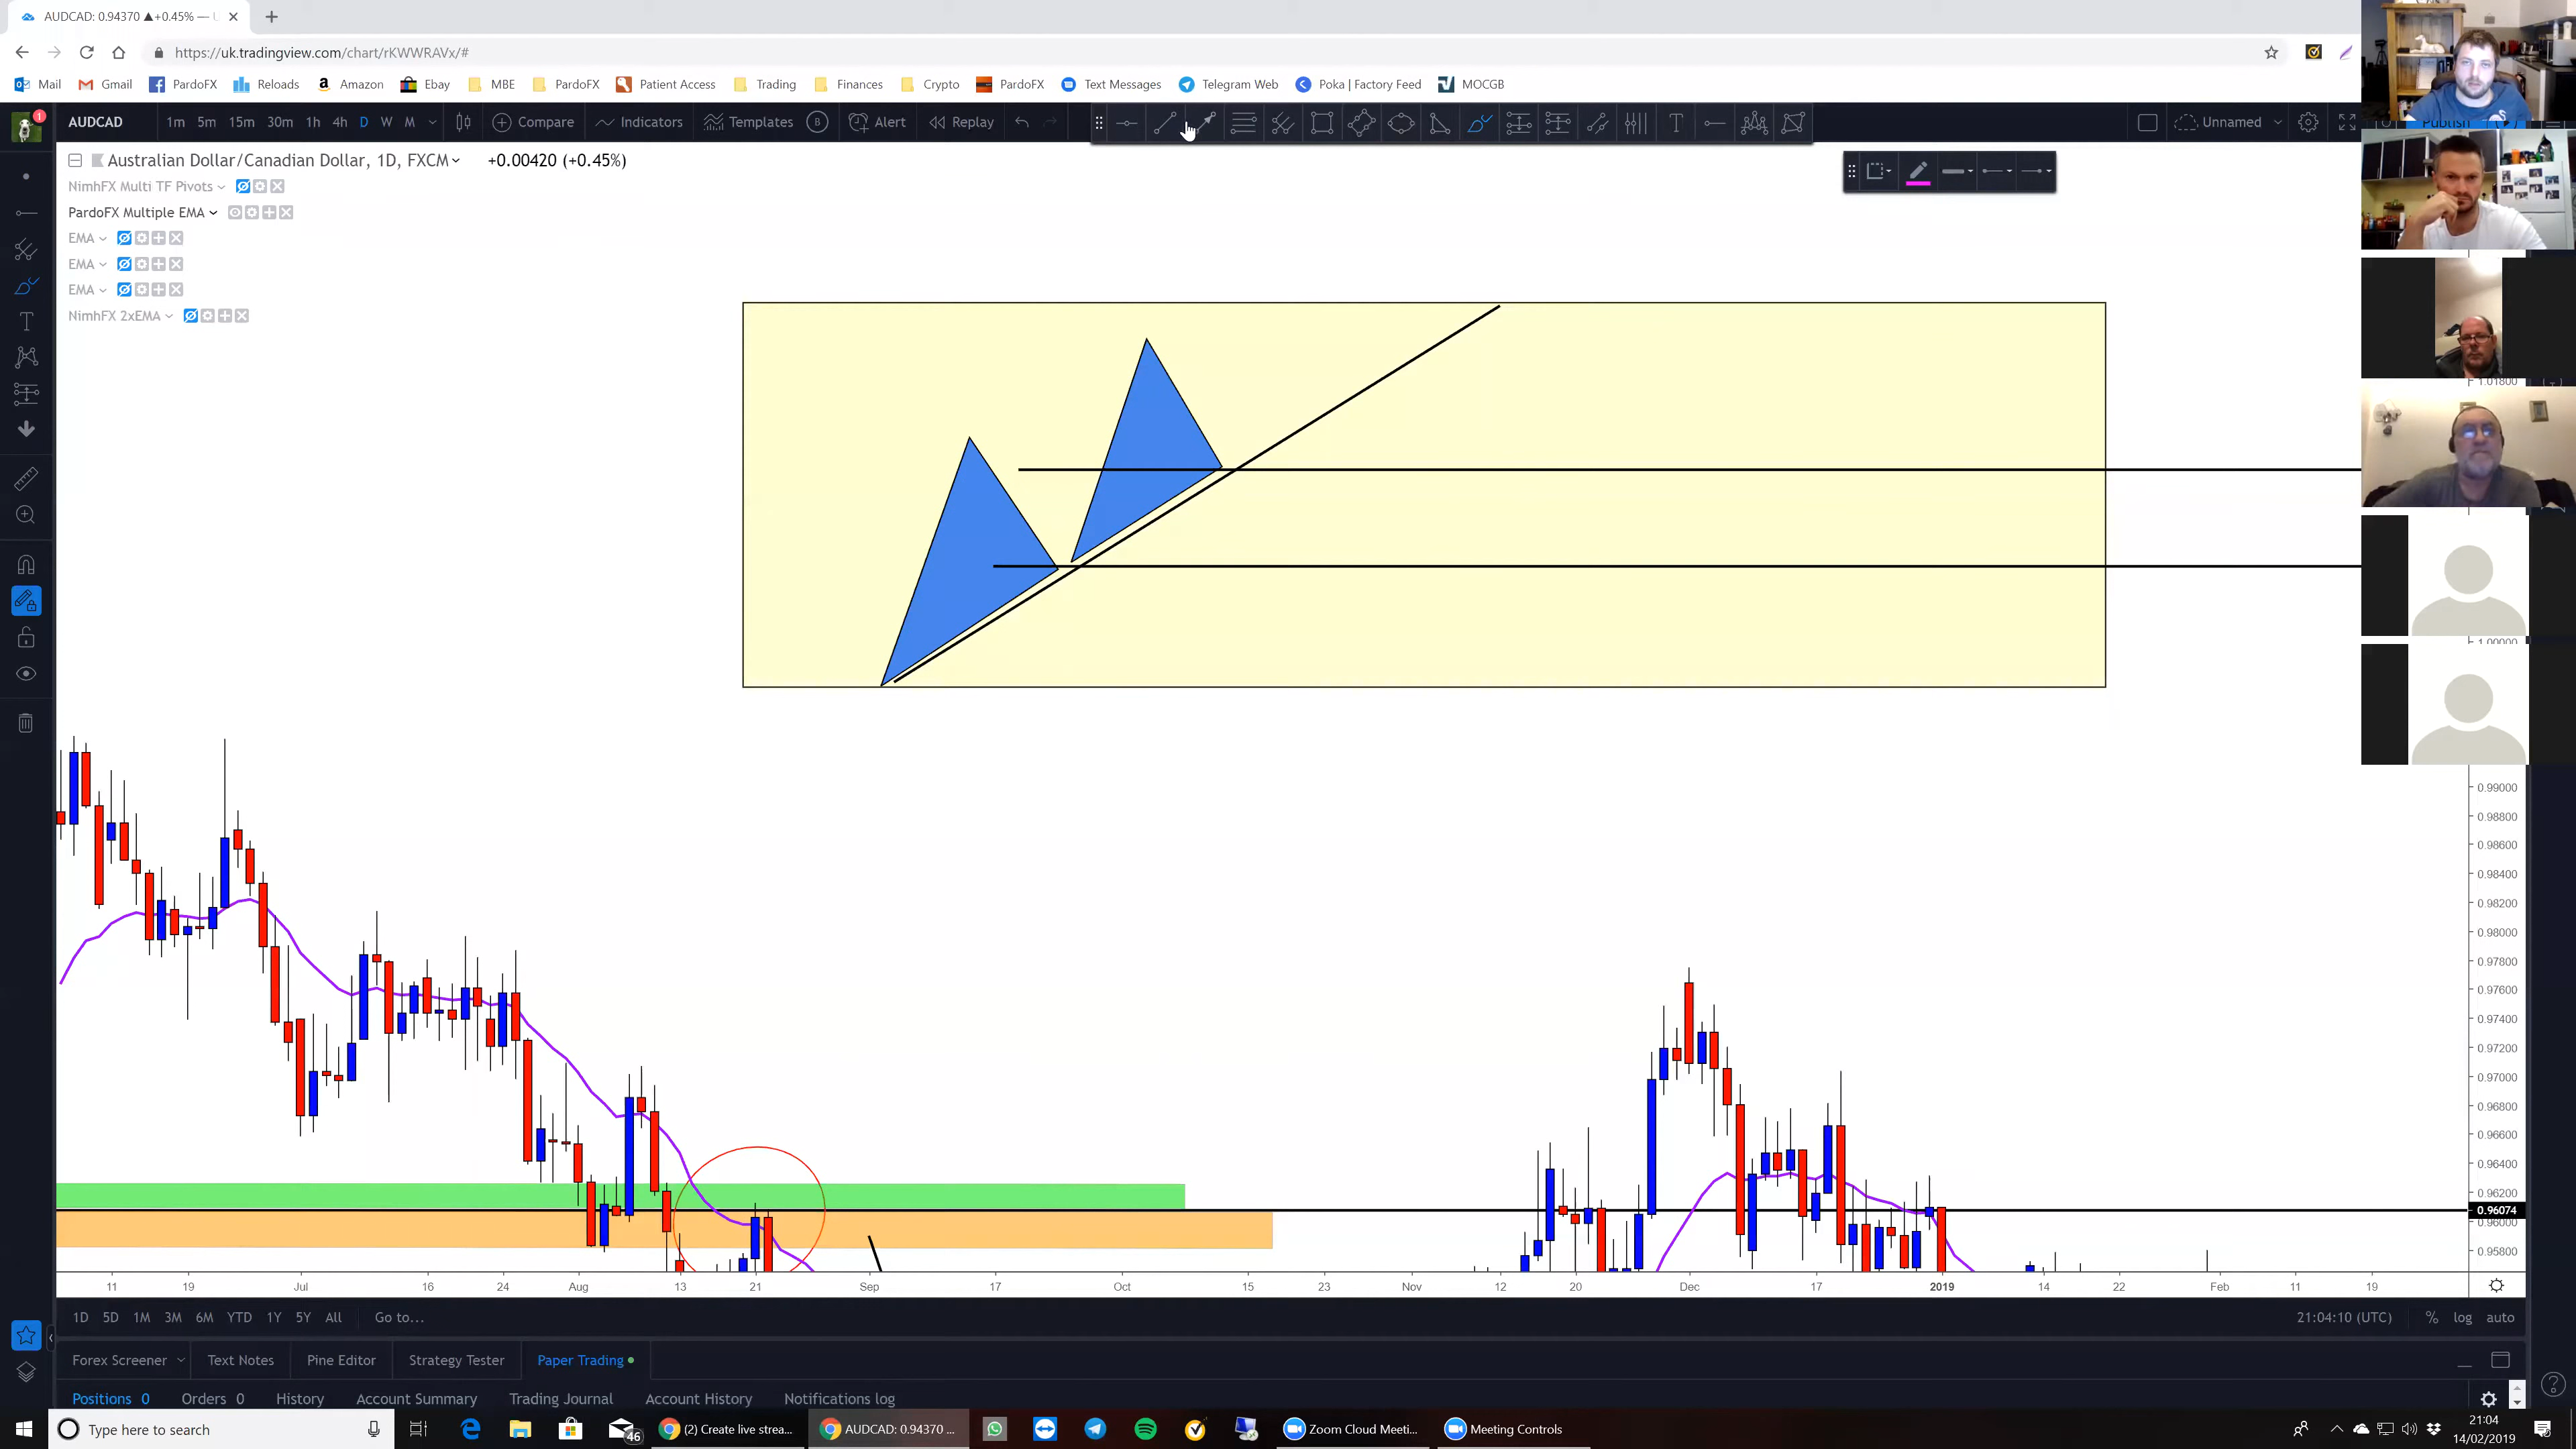 AUDCAD: 0.94370 ▲+0.45% —
https://uk.tradingview.com/chart/rKWWRAVx/#
Mail Gmail PardoFX Reloads Amazon Ebay MBE PardoFX Patient Access Trading Finances Crypto PardoFX Text Messages Telegram Web Poka | Factory Feed MOCGB
AUDCAD 1m 5m 15m 30m 1h 4h D W M Compare Indicators Templates B Alert Replay Unnamed Publish
1
Australian Dollar/Canadian Dollar, 1D, FXCM +0.00420 (+0.45%)
NimhFX Multi TF Pivots
PardoFX Multiple EMA
EMA
EMA
EMA
NimhFX 2xEMA
1.01800
1.00000
0.99000
0.98800
0.98600
0.98400
0.98200
0.98000
0.97800
0.97600
0.97400
0.97200
0.97000
0.96800
0.96600
0.96400
0.96200
0.96074
0.96000
0.95800
11 19 Jul 16 24 Aug 13 21 Sep 17 Oct 15 23 Nov 12 20 Dec 17 2019 14 22 Feb 11 19
1D 5D 1M 3M 6M YTD 1Y 5Y All Go to... 21:04:10 (UTC) % log auto
Forex Screener Text Notes Pine Editor Strategy Tester Paper Trading
Positions 0 Orders 0 History Account Summary Trading Journal Account History Notifications log
Type here to search 46 (2) Create live strea... AUDCAD: 0.94370 ... Zoom Cloud Meeti... Meeting Controls 21:04
14/02/2019